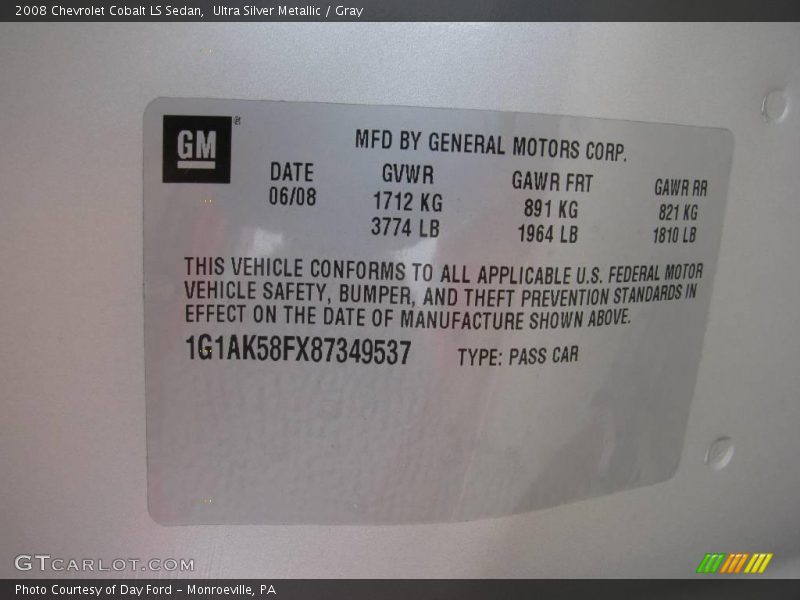 2008 Chevrolet Cobalt LS Sedan, Ultra Silver Metallic / Gray
GM ®
MFD BY GENERAL MOTORS CORP.
DATE GVWR GAWR FRT GAWR RR
06/08 1712 KG 891 KG 821 KG
3774 LB 1964 LB 1810 LB
THIS VEHICLE CONFORMS TO ALL APPLICABLE U.S. FEDERAL MOTOR
VEHICLE SAFETY, BUMPER, AND THEFT PREVENTION STANDARDS IN
EFFECT ON THE DATE OF MANUFACTURE SHOWN ABOVE.
1G1AK58FX87349537 TYPE: PASS CAR
GTCARLOT.COM
Photo Courtesy of Day Ford – Monroeville, PA